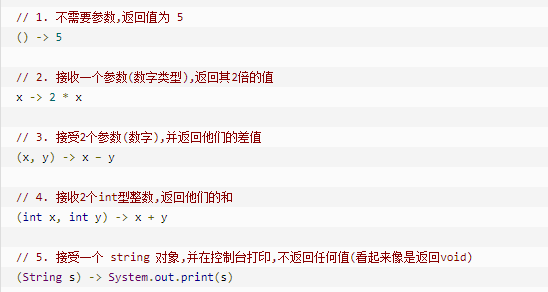 // 1. 不需要参数,返回值为 5
() -> 5
// 2. 接收一个参数(数字类型),返回其2倍的值
x -> 2 * x
// 3. 接受2个参数(数字),并返回他们的差值
(x, y) -> x – y
// 4. 接收2个int型整数,返回他们的和
(int x, int y) -> x + y
// 5. 接受一个 string 对象,并在控制台打印,不返回任何值(看起来像是返回void)
(String s) -> System.out.print(s)